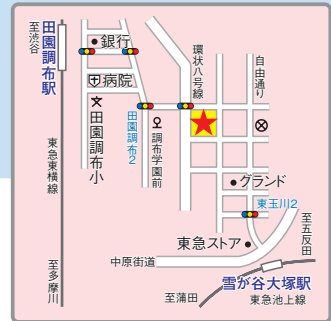 至渋谷
田園調布駅
東急東横線
至多摩川
銀行
病院
田園調布小
田園調布2
調布学園前
環状八号線
自由通り
グランド
東玉川2
東急ストア
中原街道
至五反田
雪が谷大塚駅
東急池上線
至蒲田